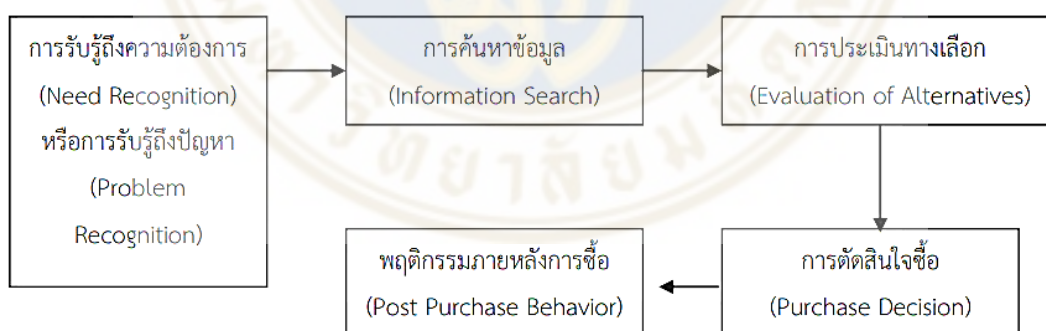 การรับรู้ถึงความต้องการ
(Need Recognition)
หรือการรับรู้ถึงปัญหา
(Problem
Recognition)
การค้นหาข้อมูล
(Information Search)
การประเมินทางเลือก
(Evaluation of Alternatives)
การตัดสินใจซื้อ
(Purchase Decision)
พฤติกรรมภายหลังการซื้อ
(Post Purchase Behavior)